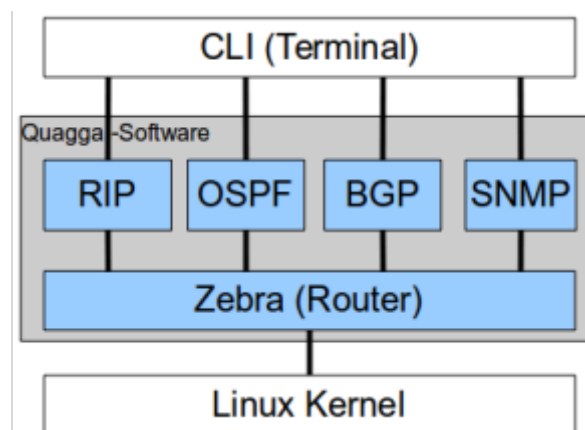 CLI (Terminal)
Quagga -Software
RIP OSPF BGP SNMP
Zebra (Router)
Linux Kernel